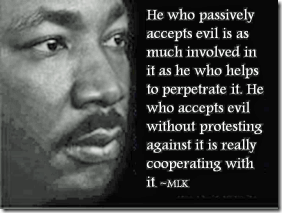 He who passively
accepts evil is as
much involved in
it as he who helps
to perpetrate it. He
who accepts evil
without protesting
against it is really
cooperating with
it. ~MLK